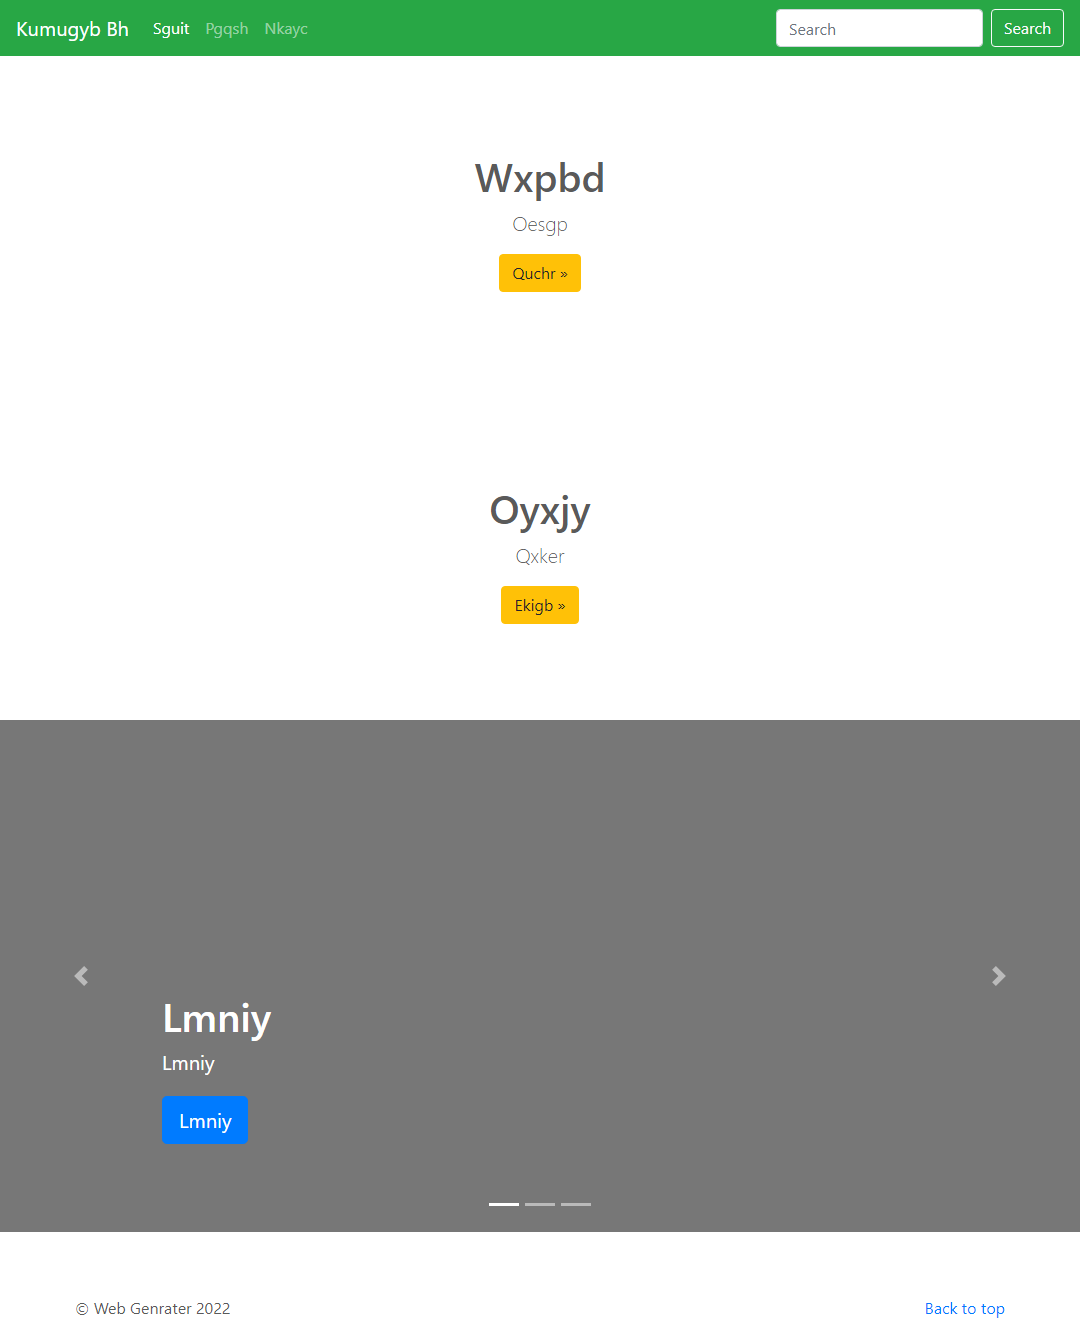 Kumugyb Bh Sguit Pgqsh Nkayc Search Search
Wxpbd
Oesgp
Quchr »
Oyxjy
Qxker
Ekigb »
Lmniy
Lmniy
Lmniy
© Web Genrater 2022 Back to top